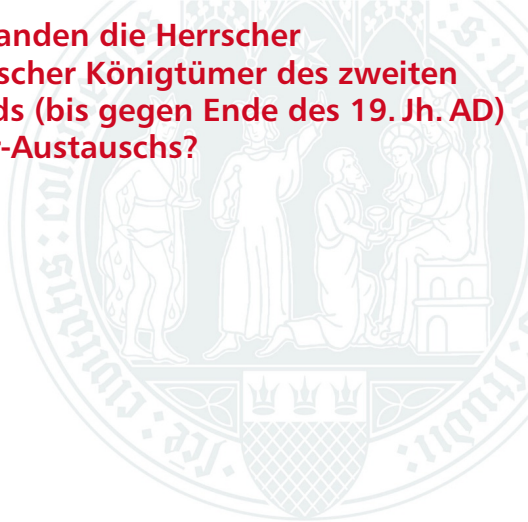 anden die Herrscher
scher Königtümer des zweiten
ds (bis gegen Ende des 19. Jh. AD)
-Austauschs?